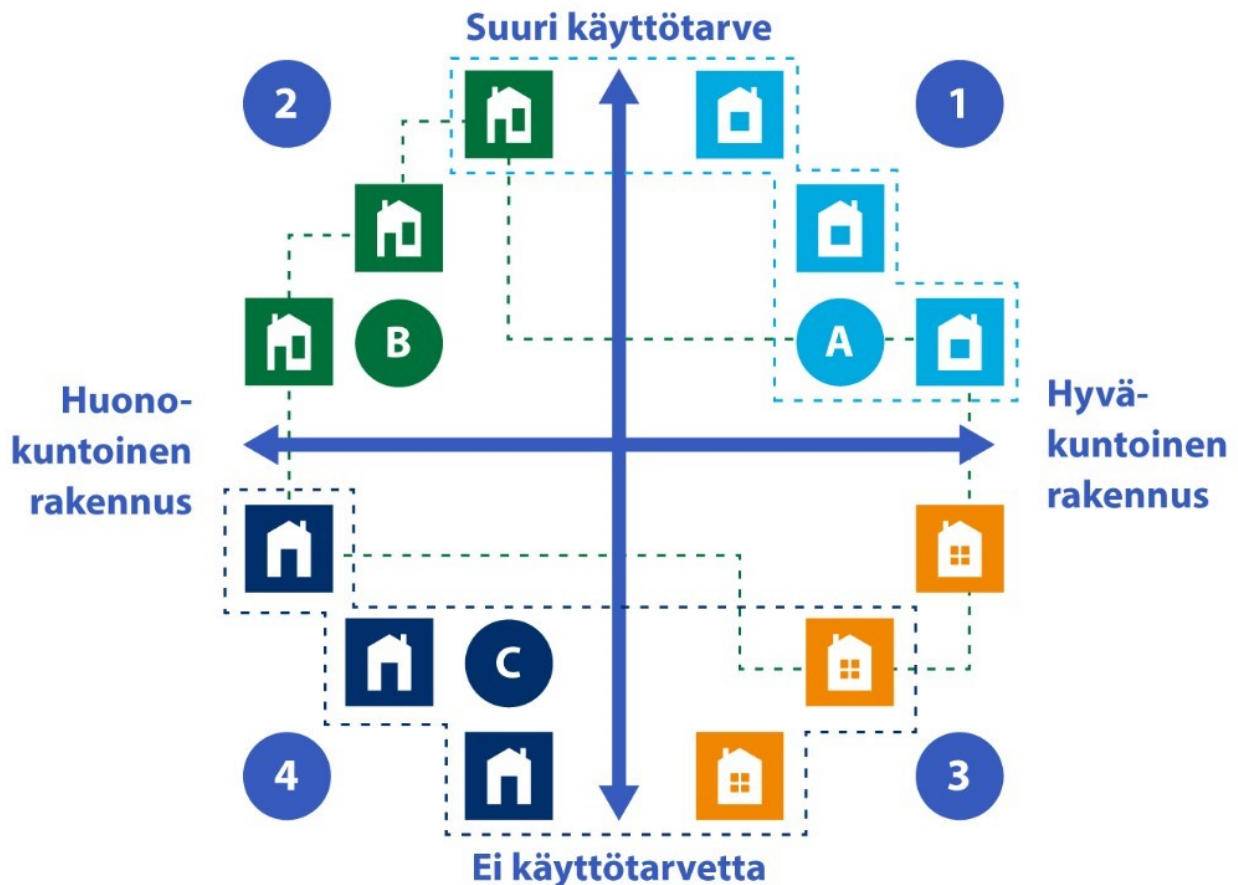 Suuri käyttötarve
2
1
B
A
Huono-
kuntoinen
rakennus
Hyvä-
kuntoinen
rakennus
C
4
3
Ei käyttötarvetta